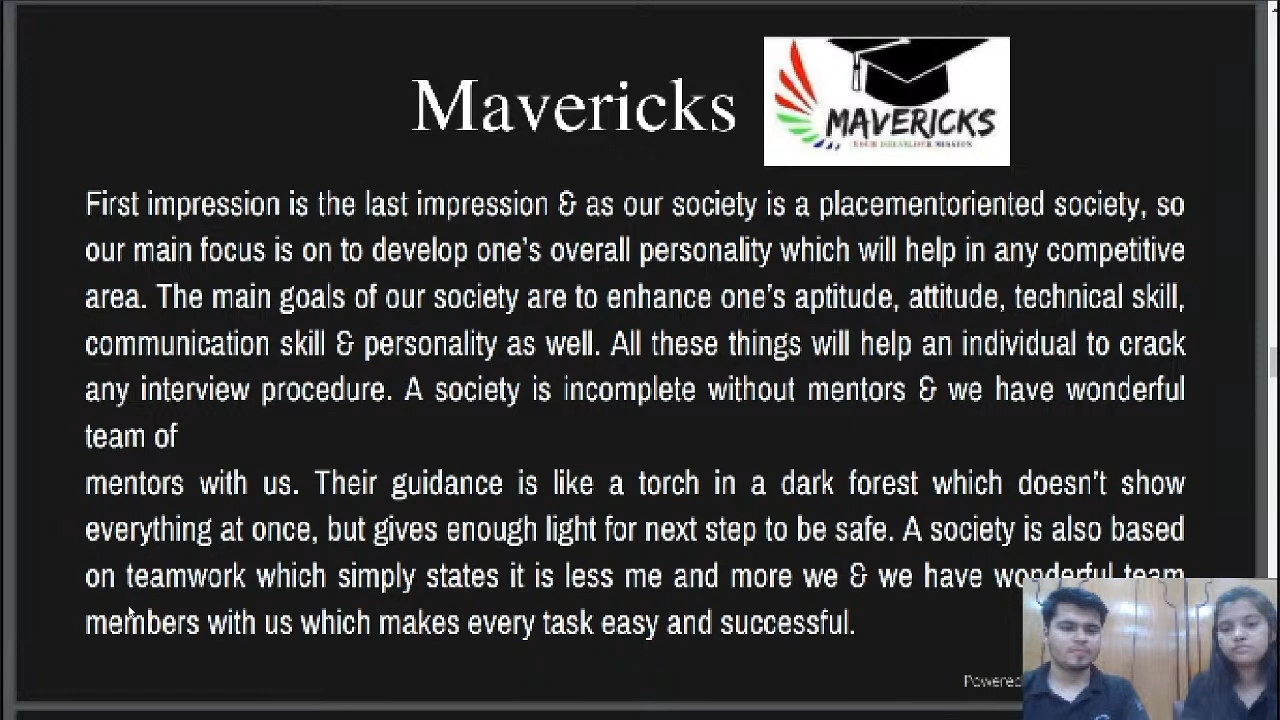 Mavericks
MAVERICKS
First impression is the last impression & as our society is a placementoriented society, so
our main focus is on to develop one's overall personality which will help in any competitive
area. The main goals of our society are to enhance one's aptitude, attitude, technical skill,
communication skill & personality as well. All these things will help an individual to crack
any interview procedure. A society is incomplete without mentors & we have wonderful
team of
mentors with us. Their guidance is like a torch in a dark forest which doesn't show
everything at once, but gives enough light for next step to be safe. A society is also based
on teamwork which simply states it is less me and more we & we have wonderful team
members with us which makes every task easy and successful.
Powered